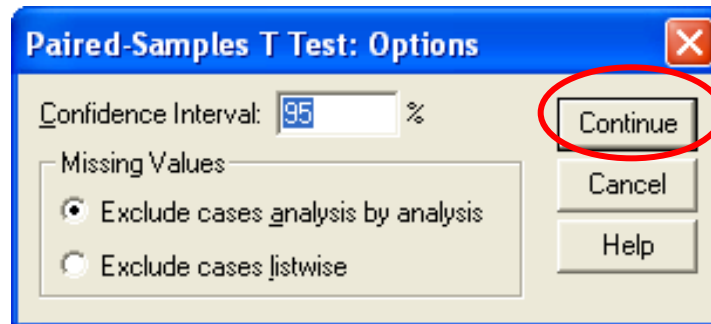 Paired-Samples T Test: Options
Confidence Interval: 95 %
Continue
Missing Values
Cancel
Exclude cases analysis by analysis
Help
Exclude cases listwise